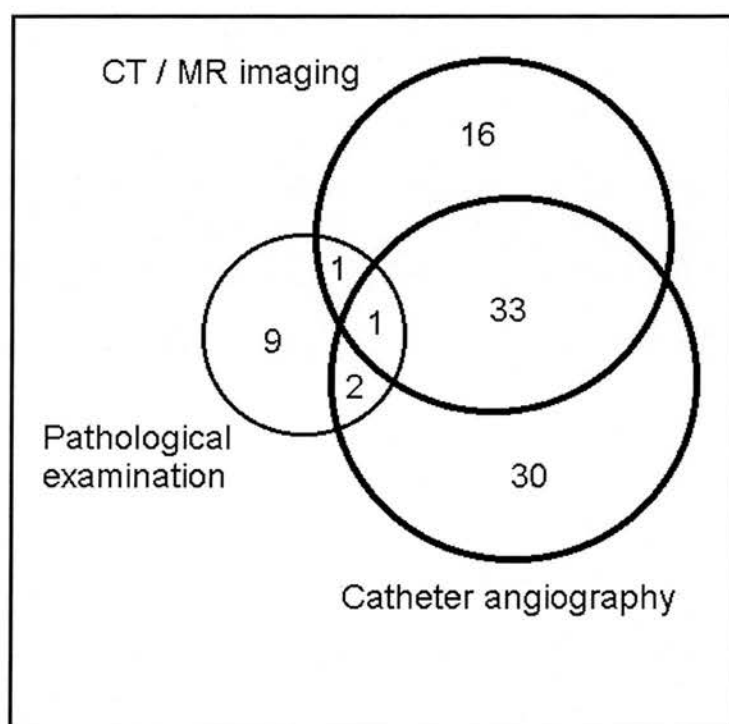 CT / MR imaging
16
1
9
1
33
2
Pathological
examination
30
Catheter angiography